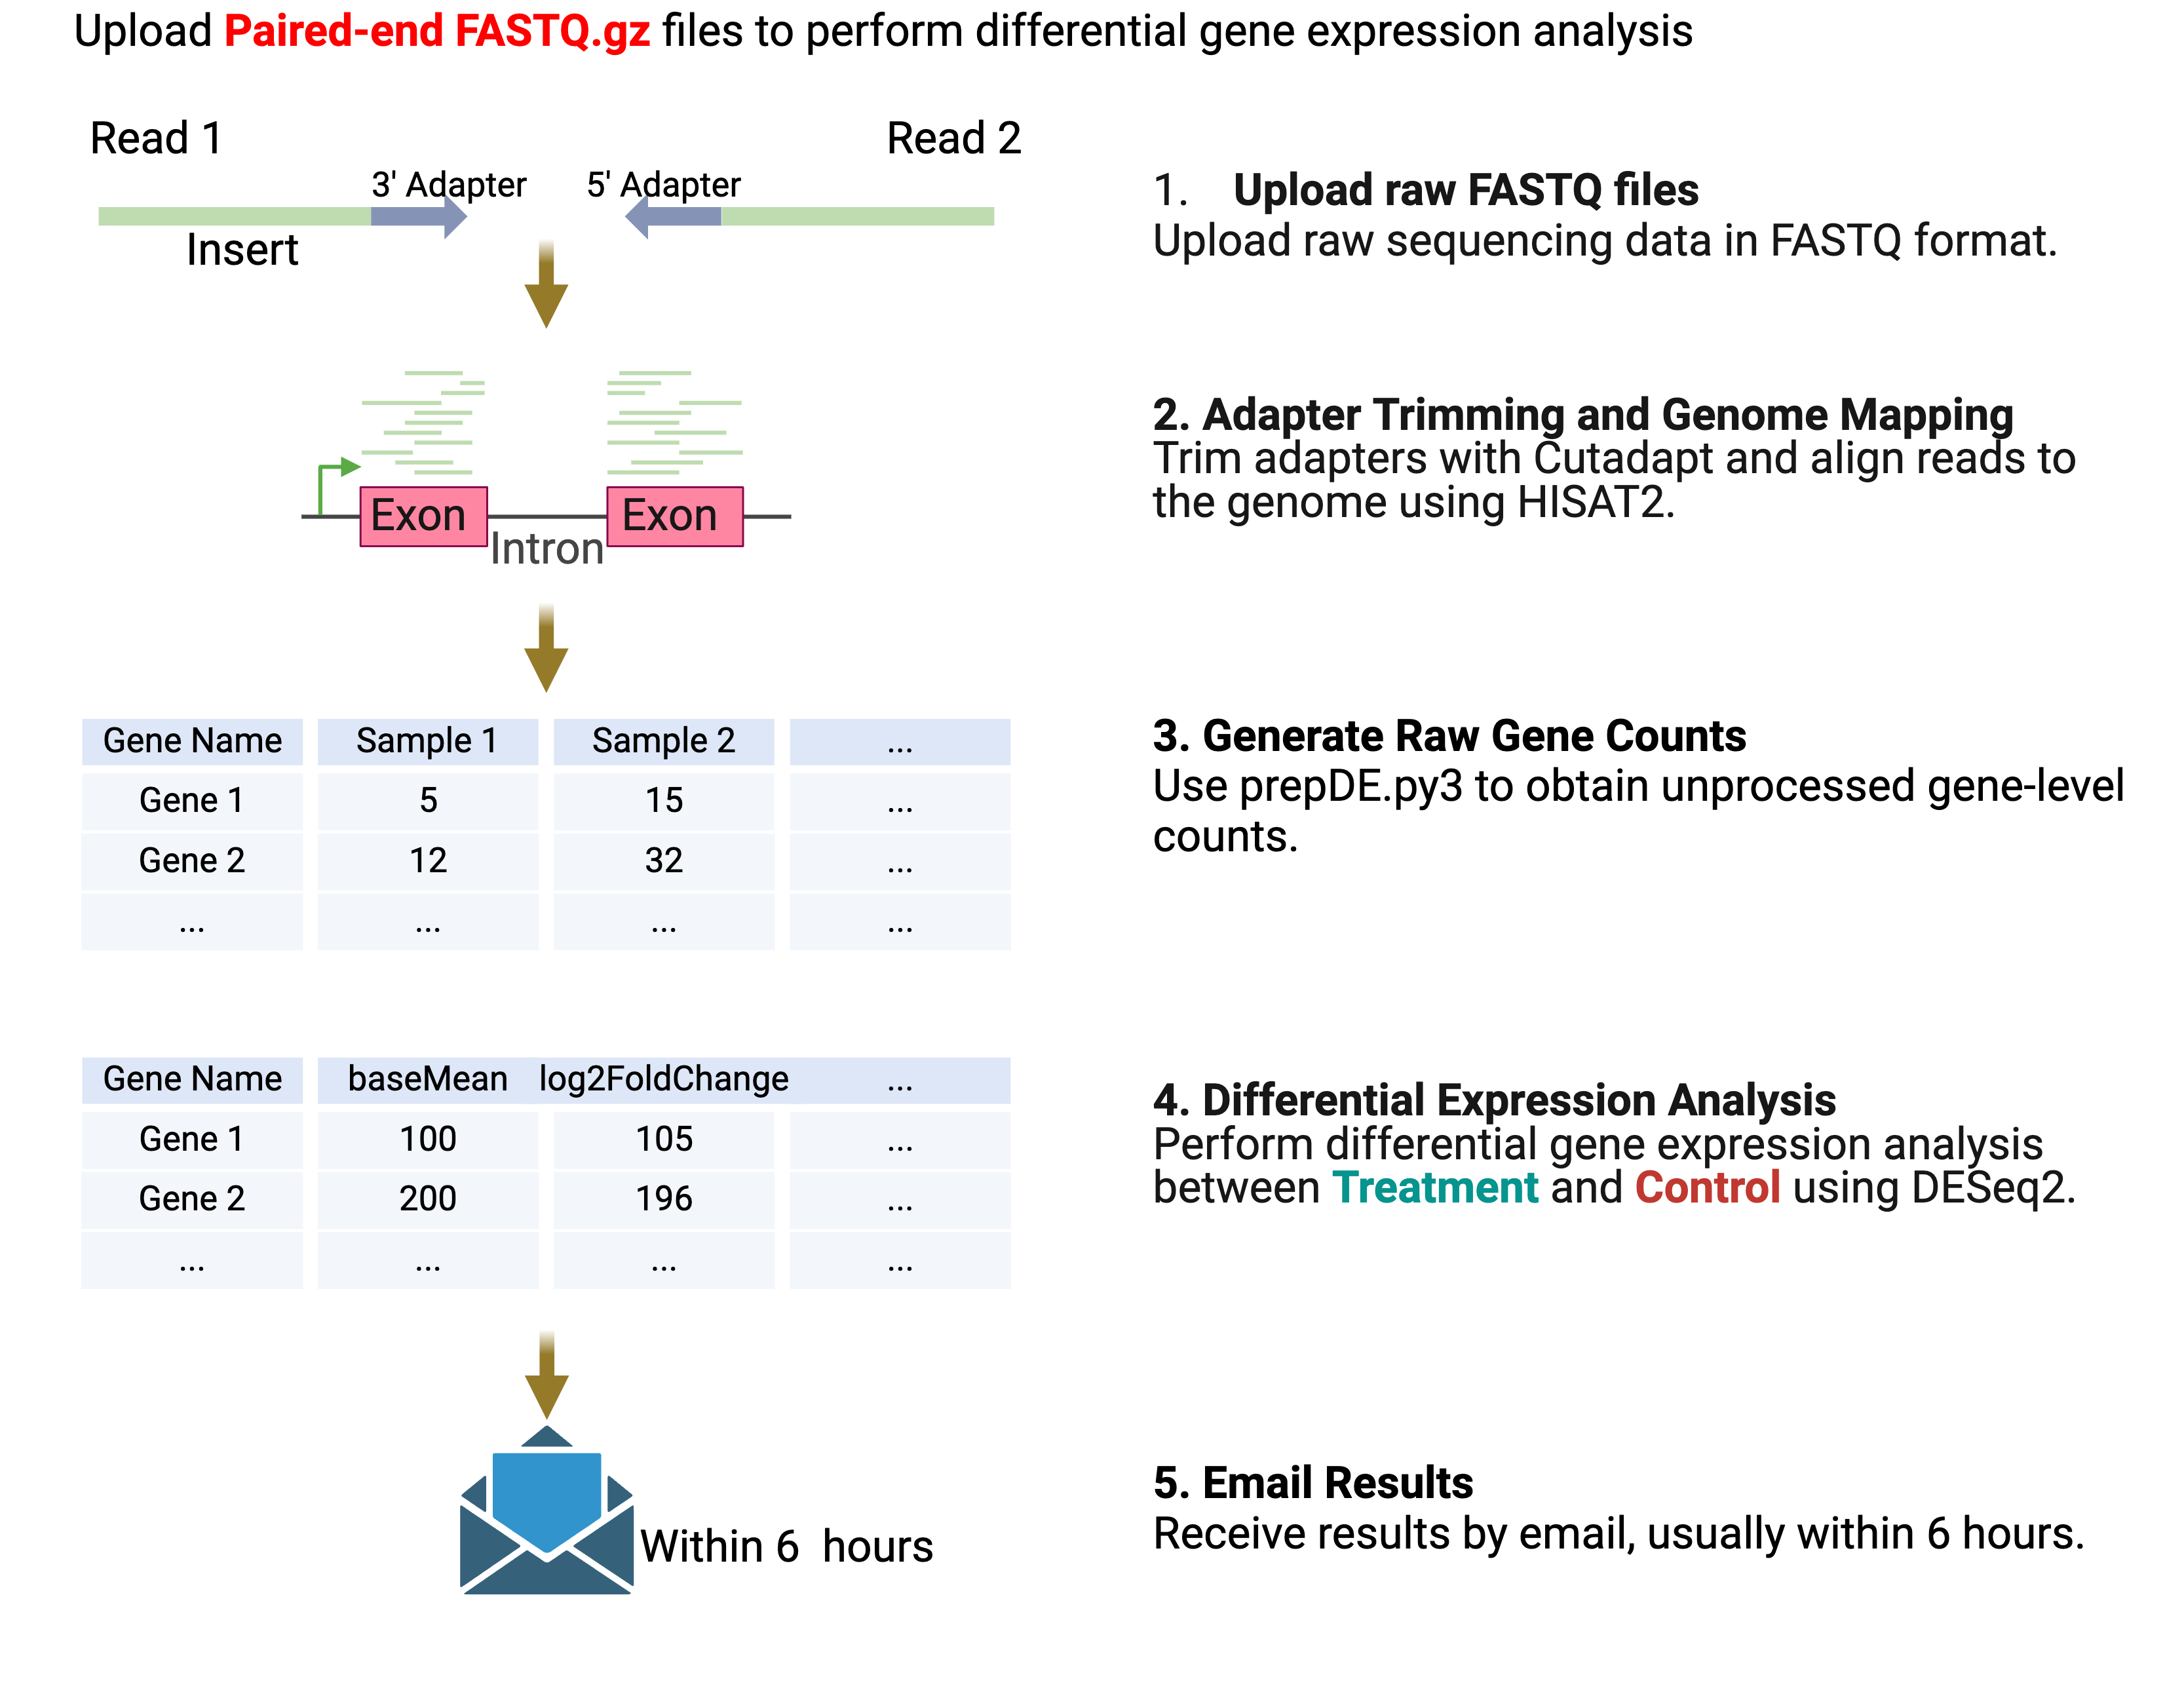 Upload Paired-end FASTQ.gz files to perform differential gene expression analysis
Read 1
Read 2
3' Adapter
5' Adapter
Insert
1. Upload raw FASTQ files
Upload raw sequencing data in FASTQ format.
Exon
Exon
Intron
2. Adapter Trimming and Genome Mapping
Trim adapters with Cutadapt and align reads to
the genome using HISAT2.
Gene Name Sample 1 Sample 2 ...
Gene 1 5 15 ...
Gene 2 12 32 ...
... ... ... ...
3. Generate Raw Gene Counts
Use prepDE.py3 to obtain unprocessed gene-level
counts.
Gene Name baseMean log2FoldChange ...
Gene 1 100 105 ...
Gene 2 200 196 ...
... ... ... ...
4. Differential Expression Analysis
Perform differential gene expression analysis
between Treatment and Control using DESeq2.
Within 6 hours
5. Email Results
Receive results by email, usually within 6 hours.